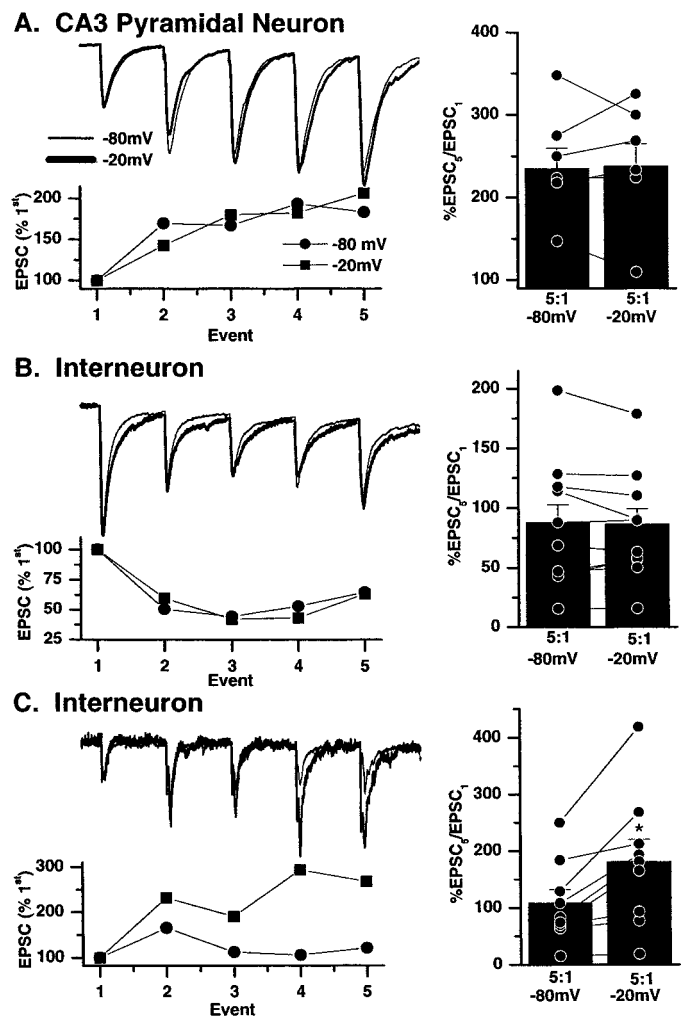 A. CA3 Pyramidal Neuron
-80mV
-20mV
EPSC (% 1st)
200
150
100
-80 mV
-20mV
1 2 3 4 5
Event
%EPSC5/EPSC1
400
300
200
100
5:1 5:1
-80mV -20mV
B. Interneuron
EPSC (% 1st)
100
75
50
25
1 2 3 4 5
Event
%EPSC5/EPSC1
200
150
100
50
0
5:1 5:1
-80mV -20mV
C. Interneuron
EPSC (% 1st)
300
200
100
1 2 3 4 5
Event
%EPSC5/EPSC1
400
300
200
100
0
*
5:1 5:1
-80mV -20mV